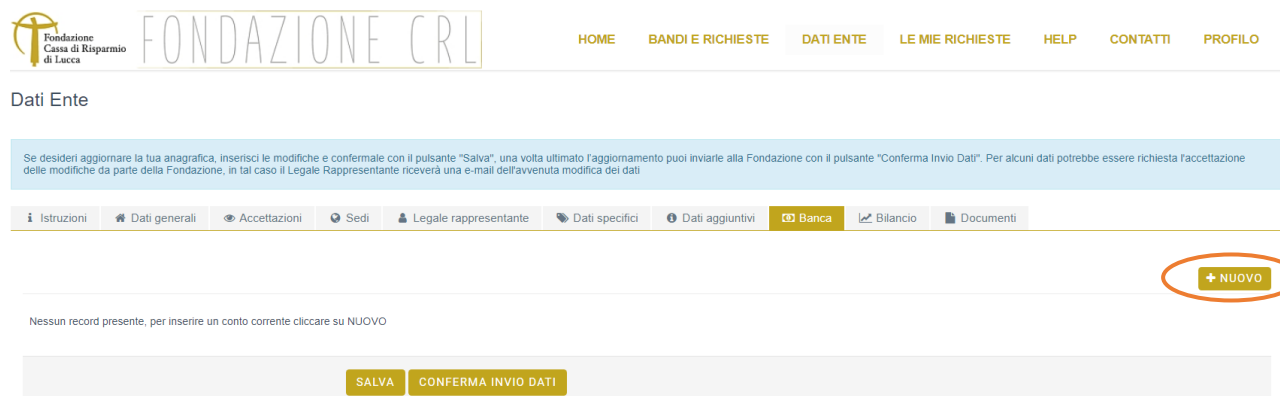 Fondazione
Cassa di Risparmio
di Lucca
FONDAZIONE CRL
HOME BANDI E RICHIESTE DATI ENTE LE MIE RICHIESTE HELP CONTATTI PROFILO
Dati Ente
Se desideri aggiornare la tua anagrafica, inserisci le modifiche e confermale con il pulsante "Salva", una volta ultimato l'aggiornamento puoi inviarle alla Fondazione con il pulsante "Conferma Invio Dati". Per alcuni dati potrebbe essere richiesta l'accettazione
delle modifiche da parte della Fondazione, in tal caso il Legale Rappresentante riceverà una e-mail dell'avvenuta modifica dei dati
Istruzioni Dati generali Accettazioni Sedi Legale rappresentante Dati specifici Dati aggiuntivi Banca Bilancio Documenti
+ NUOVO
Nessun record presente, per inserire un conto corrente cliccare su NUOVO
SALVA CONFERMA INVIO DATI